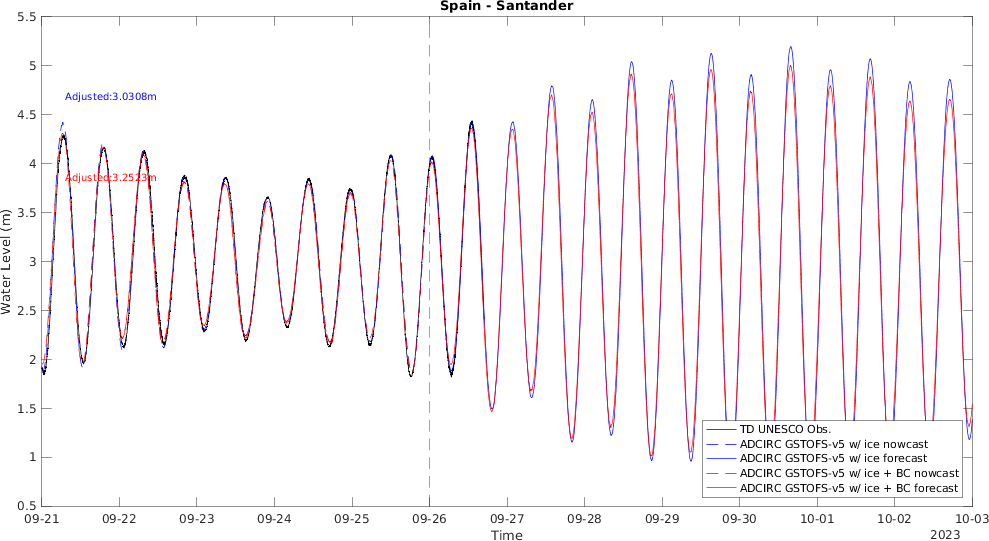 Spain - Santander
5.5
5
4.5
4
3.5
3
2.5
2
1.5
1
0.5
Water Level (m)
Adjusted:3.0308m
Adjusted:3.2523m
TD UNESCO Obs.
ADCIRC GSTOFS-v5 w/ ice nowcast
ADCIRC GSTOFS-v5 w/ ice forecast
ADCIRC GSTOFS-v5 w/ ice + BC nowcast
ADCIRC GSTOFS-v5 w/ ice + BC forecast
09-21 09-22 09-23 09-24 09-25 09-26 09-27 09-28 09-29 09-30 10-01 10-02 10-03
Time
2023